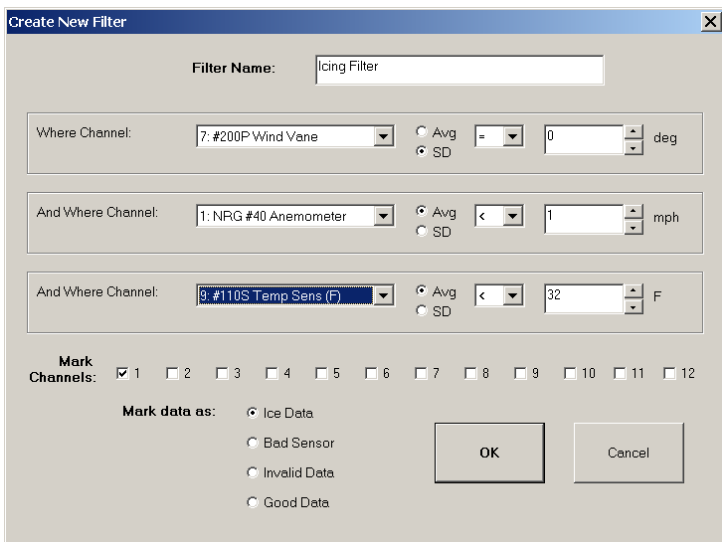 Create New Filter
Filter Name: Icing Filter
Where Channel: 7: #200P Wind Vane Avg = 0 deg
SD
And Where Channel: 1: NRG #40 Anemometer Avg < 1 mph
SD
And Where Channel: 9: #110S Temp Sens (F) Avg < 32 F
SD
Mark Channels: 1 2 3 4 5 6 7 8 9 10 11 12
Mark data as: Ice Data
Bad Sensor
Invalid Data
Good Data
OK Cancel